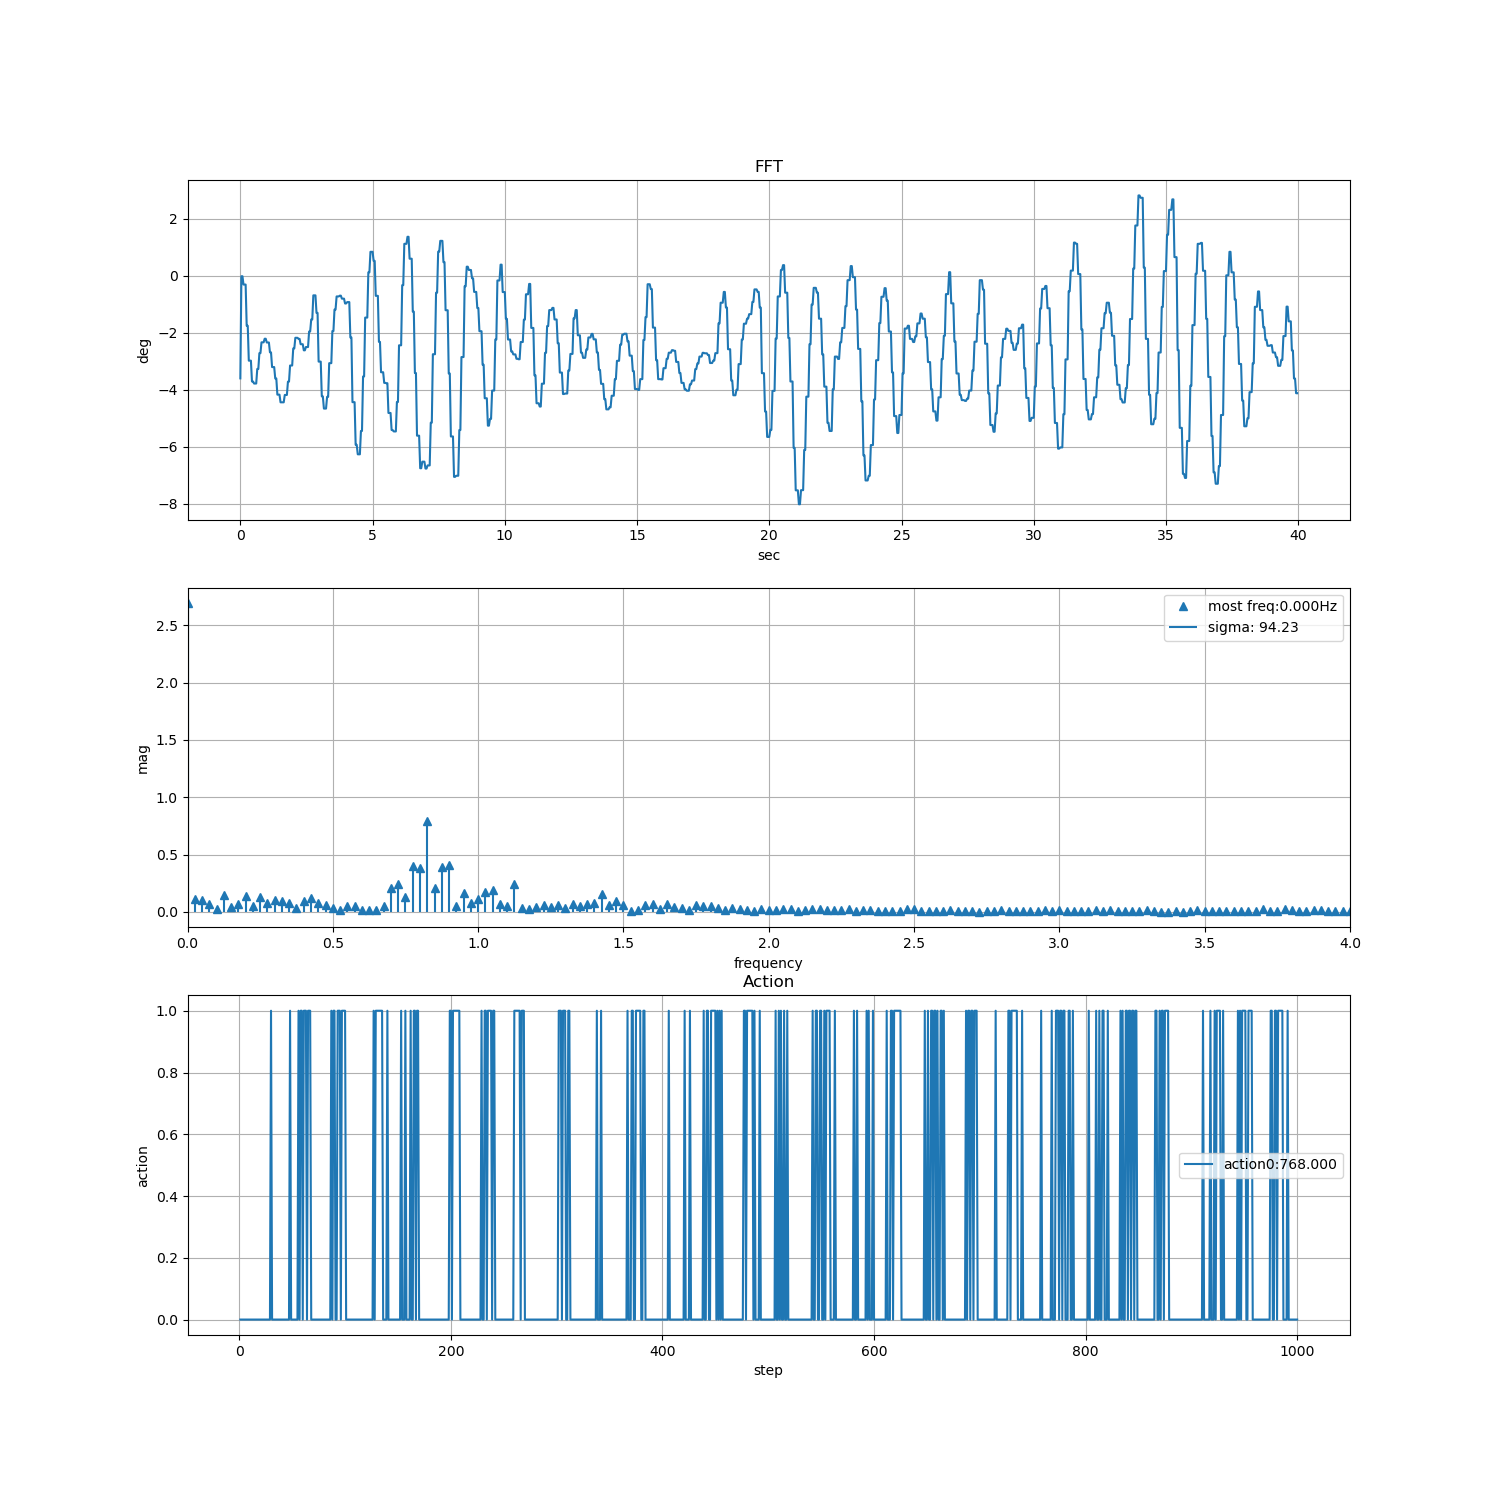 FFT
2
0
−2
−4
−6
−8
deg
0 5 10 15 20 25 30 35 40
sec
most freq:0.000Hz
sigma: 94.23
2.5
2.0
1.5
1.0
0.5
0.0
mag
0.0 0.5 1.0 1.5 2.0 2.5 3.0 3.5 4.0
frequency
Action
1.0
0.8
0.6
0.4
0.2
0.0
action
action0:768.000
0 200 400 600 800 1000
step